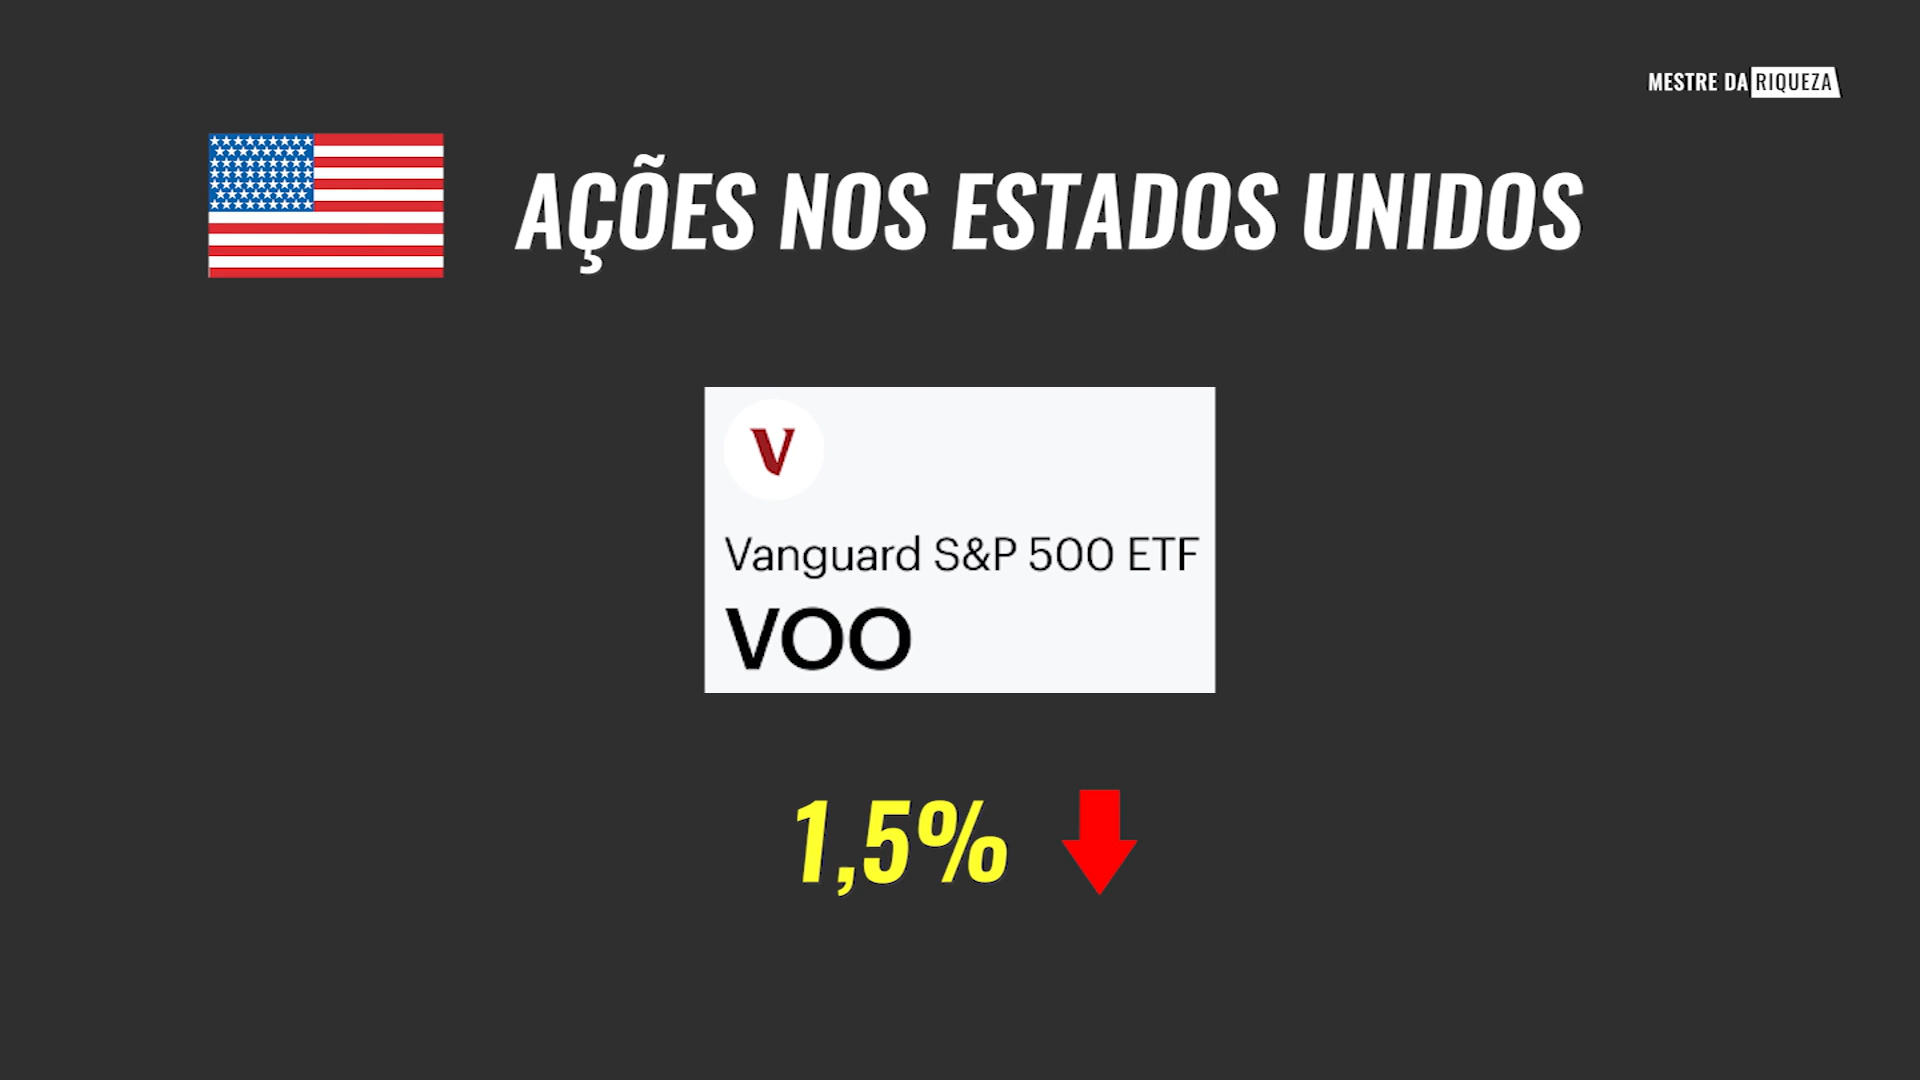 MESTRE DA RIQUEZA
AÇÕES NOS ESTADOS UNIDOS
V
Vanguard S&P 500 ETF
VOO
1,5%